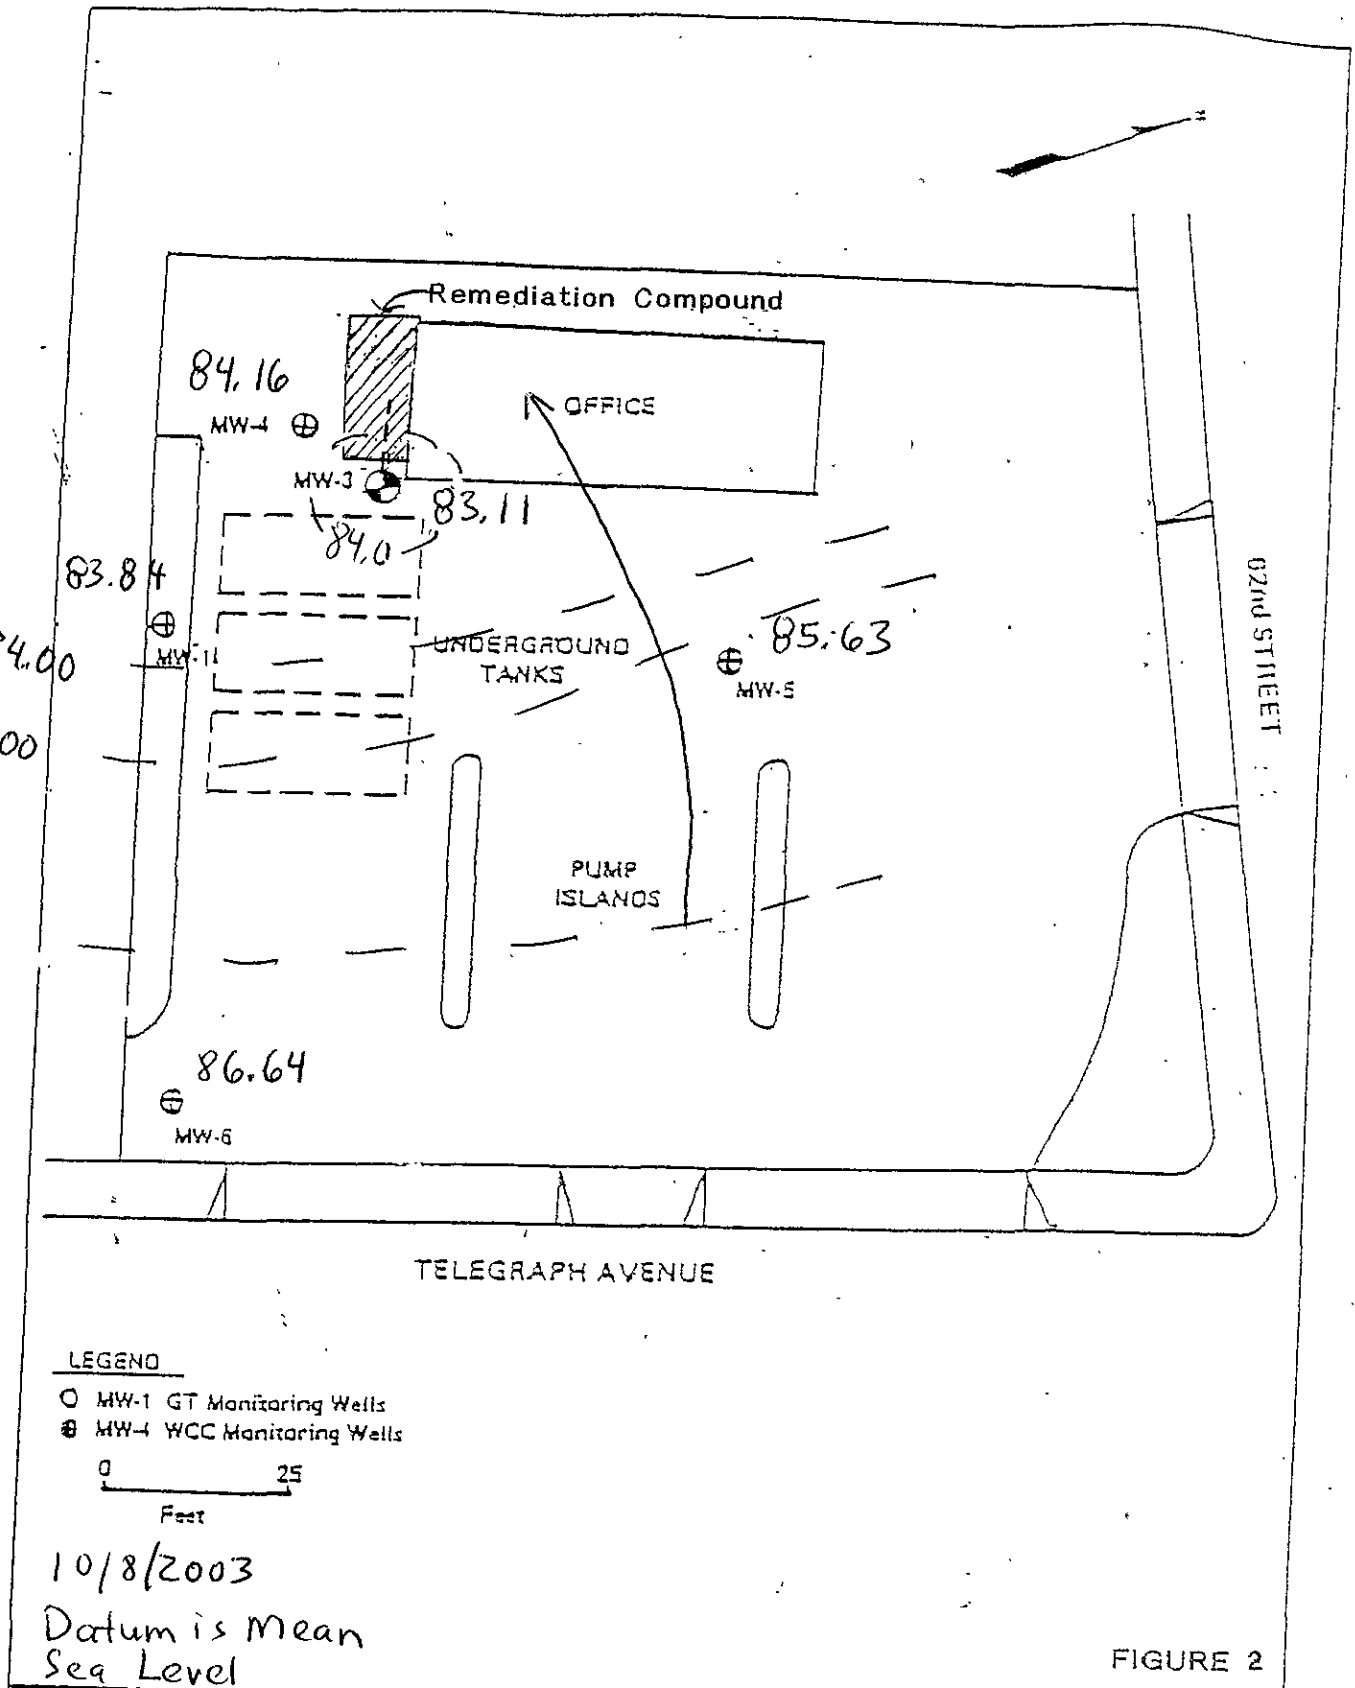 Remediation Compound
84.16
MW-4
OFFICE
MW-3
83.11
84.0
83.84
MW-1
UNDERGROUND
TANKS
85.63
MW-5
4.00
00
PUMP
ISLANDS
62nd STREET
86.64
MW-6
TELEGRAPH AVENUE
LEGEND
MW-1 GT Monitoring Wells
MW-4 WCC Monitoring Wells
0 25
Feet
10/8/2003
Datum is Mean
Sea Level
FIGURE 2